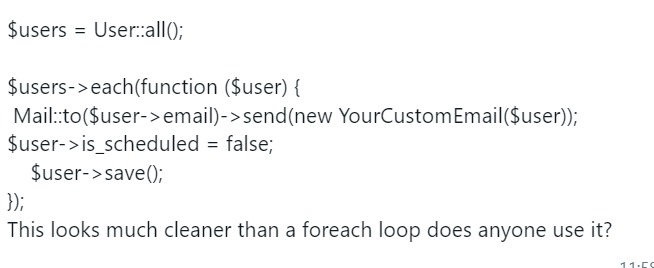 $users = User::all();
$users->each(function ($user) {
Mail::to($user->email)->send(new YourCustomEmail($user));
$user->is_scheduled = false;
$user->save();
});
This looks much cleaner than a foreach loop does anyone use it?